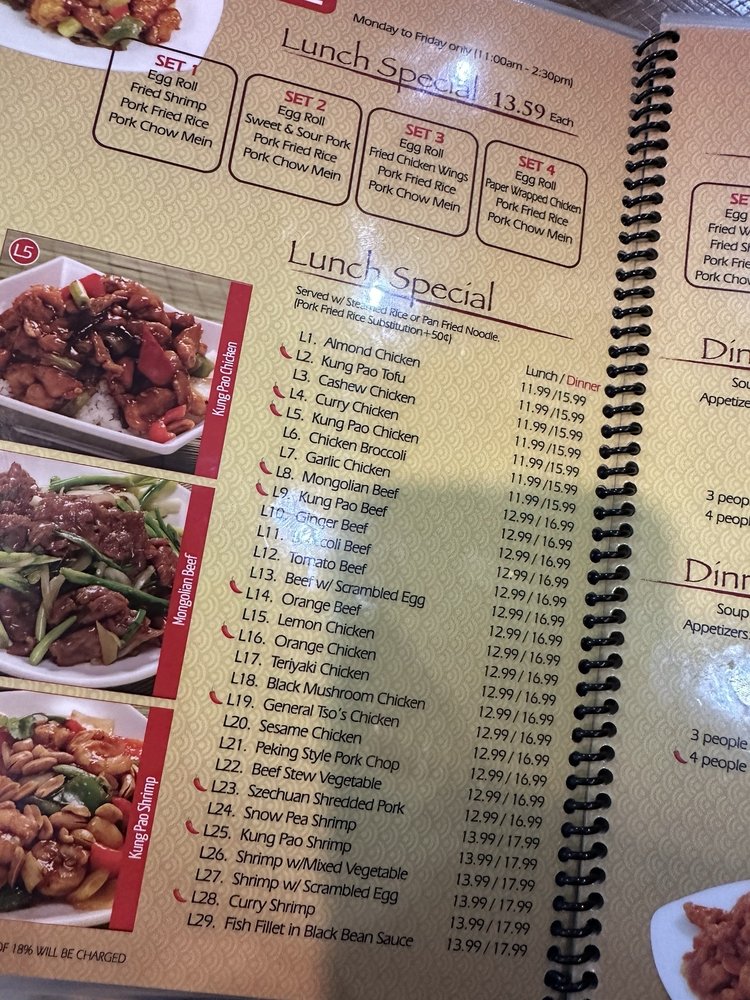 Monday to Friday only (11:00am - 2:30pm)
Lunch Special 13.59 Each
SET 1
Egg Roll
Fried Shrimp
Pork Fried Rice
Pork Chow Mein
SET 2
Egg Roll
Sweet & Sour Pork
Pork Fried Rice
Pork Chow Mein
SET 3
Egg Roll
Fried Chicken Wings
Pork Fried Rice
Pork Chow Mein
SET 4
Egg Roll
Paper Wrapped Chicken
Pork Fried Rice
Pork Chow Mein
Lunch Special
Served w/ Steamed Rice or Pan Fried Noodle.
(Pork Fried Rice Substitution+50¢)
Lunch / Dinner
L1. Almond Chicken 11.99 /15.99
L2. Kung Pao Tofu 11.99 /15.99
L3. Cashew Chicken 11.99 /15.99
L4. Curry Chicken 11.99 /15.99
L5. Kung Pao Chicken 11.99 /15.99
L6. Chicken Broccoli 11.99 /15.99
L7. Garlic Chicken 11.99 /15.99
L8. Mongolian Beef 12.99 / 16.99
L9. Kung Pao Beef 12.99 / 16.99
L10. Ginger Beef 12.99 / 16.99
L11. Broccoli Beef 12.99 / 16.99
L12. Tomato Beef 12.99 / 16.99
L13. Beef w/ Scrambled Egg 12.99 / 16.99
L14. Orange Beef 12.99 / 16.99
L15. Lemon Chicken 12.99 / 16.99
L16. Orange Chicken 12.99 / 16.99
L17. Teriyaki Chicken 12.99 / 16.99
L18. Black Mushroom Chicken 12.99 / 16.99
L19. General Tso's Chicken 12.99 / 16.99
L20. Sesame Chicken 12.99 / 16.99
L21. Peking Style Pork Chop 12.99 / 16.99
L22. Beef Stew Vegetable 12.99 / 16.99
L23. Szechuan Shredded Pork 12.99 / 16.99
L24. Snow Pea Shrimp 13.99 / 17.99
L25. Kung Pao Shrimp 13.99 / 17.99
L26. Shrimp w/Mixed Vegetable 13.99 / 17.99
L27. Shrimp w/ Scrambled Egg 13.99 / 17.99
L28. Curry Shrimp 13.99 / 17.99
L29. Fish Fillet in Black Bean Sauce 13.99 / 17.99
L5
Kung Pao Chicken
Mongolian Beef
Kung Pao Shrimp
OF 18% WILL BE CHARGED
SE
Egg
Fried W
Fried S
Pork Frie
Pork Chow
Din
Sou
Appetize
3 peop
4 peop
Dinn
Soup
Appetizers:
3 people
4 people